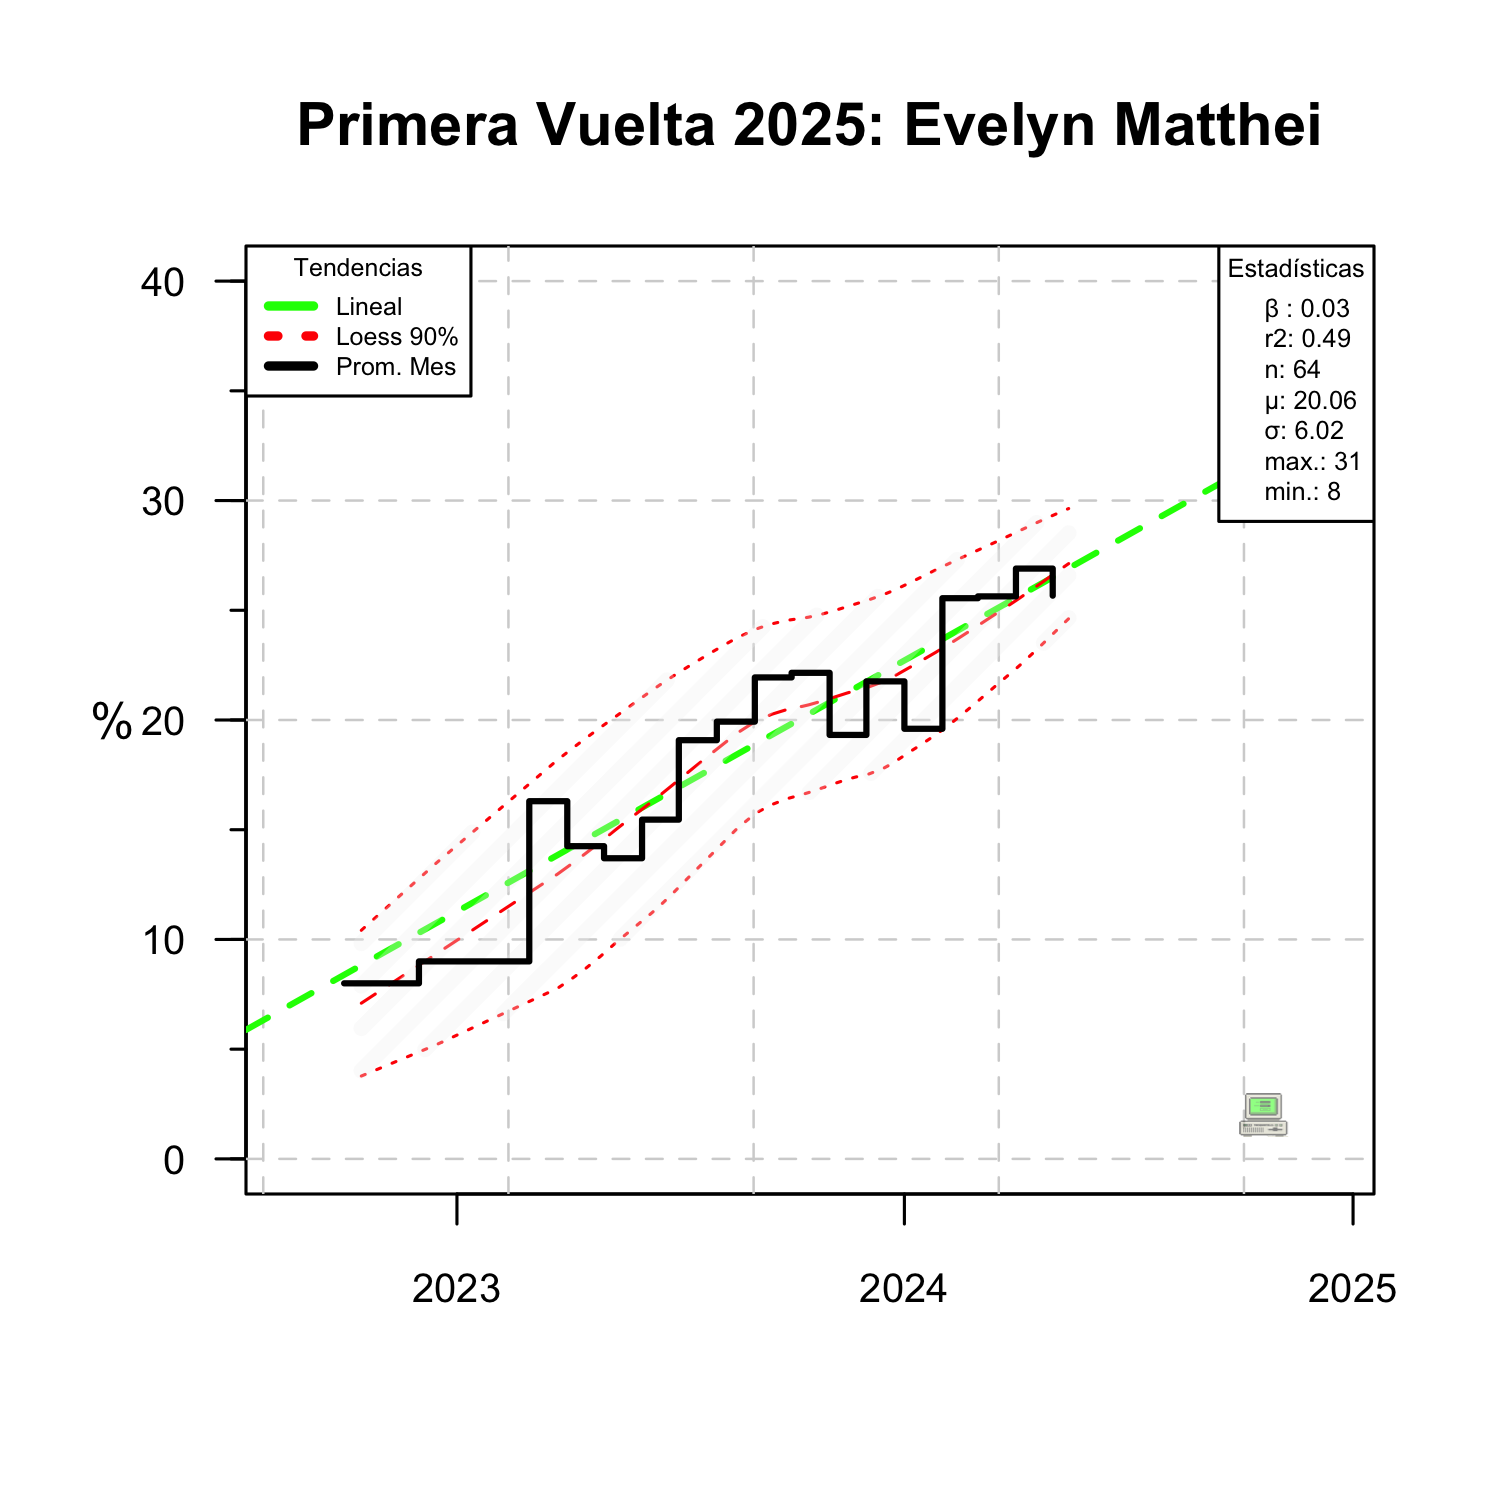 Primera Vuelta 2025: Evelyn Matthei
Tendencias
Lineal
Loess 90%
Prom. Mes
Estadísticas
β : 0.03
r2: 0.49
n: 64
μ: 20.06
σ: 6.02
max.: 31
min.: 8
40
30
% 20
10
0
2023 2024 2025